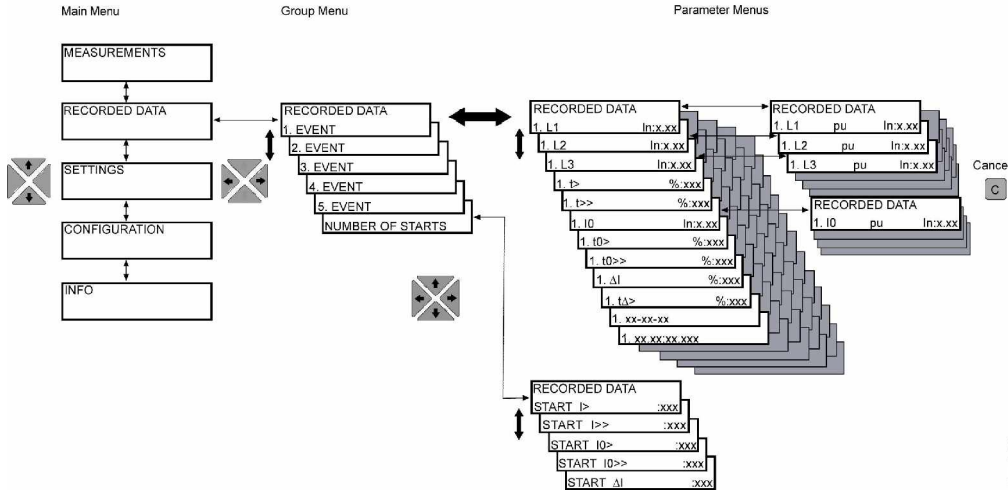 Main Menu
Group Menu
Parameter Menus
MEASUREMENTS
RECORDED DATA
SETTINGS
CONFIGURATION
INFO
RECORDED DATA
1. EVENT
2. EVENT
3. EVENT
4. EVENT
5. EVENT
NUMBER OF STARTS
RECORDED DATA
1. L1 In:x.xx
1. L2 In:x.xx
1. L3 In:x.xx
1. t> %:xxx
1. t>> %:xxx
1. I0 In:x.xx
1. t0> %:xxx
1. t0>> %:xxx
1. ΔI %:xxx
1. tΔ> %:xxx
1. xx-xx-xx
1. xx.xx:xx.xxx
RECORDED DATA
1. L1 pu In:x.xx
1. L2 pu In:x.xx
1. L3 pu In:x.xx
Cance
C
RECORDED DATA
1. I0 pu In:x.xx
RECORDED DATA
START I> :xxx
START I>> :xxx
START I0> :xxx
START I0>> :xxx
START ΔI :xxx